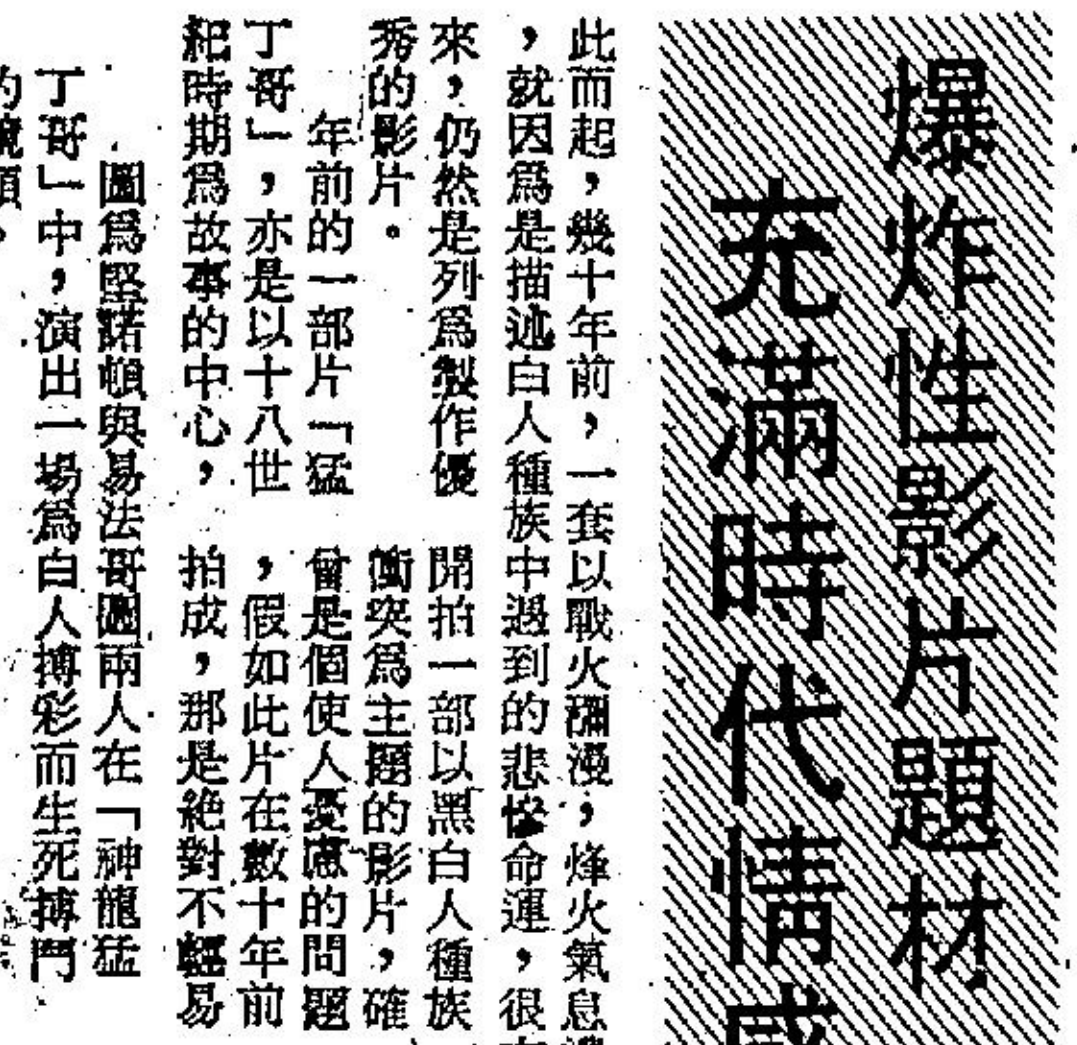 爆炸性影片題材
充滿時代情感
此而起，幾十年前，一套以戰火瀰漫，烽火氣息
，就因爲是描述白人種族中遇到的悲慘命運，很
來，仍然是列爲製作優
秀的影片。
年前的一部片「猛
丁哥」，亦是以十八世
紀時期爲故事的中心，
開拍一部以黑白人種族
衝突爲主題的影片，確
曾是個使人憂慮的問題
，假如此片在數十年前
拍成，那是絕對不輕易
圖爲堅諾頓與易法哥圖兩人在「神龍猛
丁哥」中，演出一場爲白人搏彩而生死搏鬥
的鏡頭。